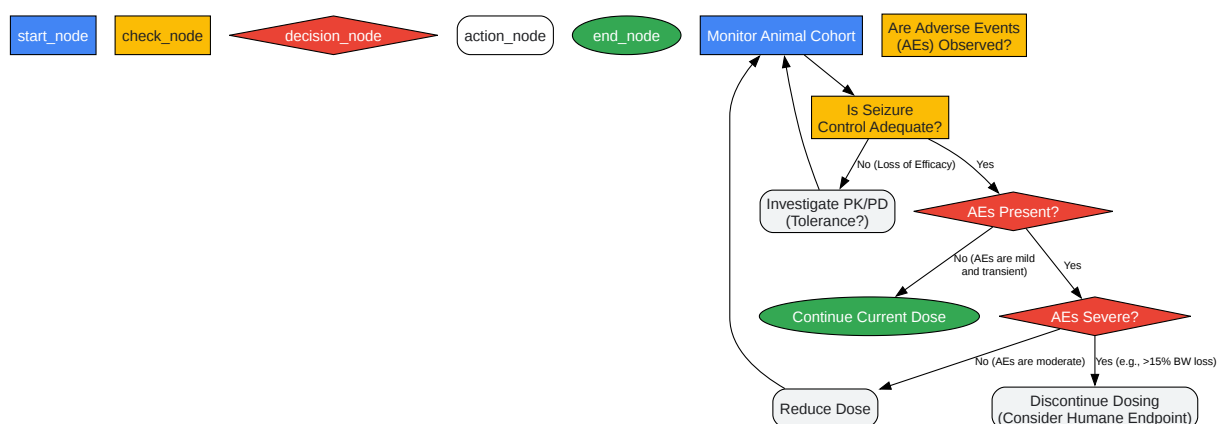 start_node
check_node
decision_node
action_node
end_node
Monitor Animal Cohort
Are Adverse Events
(AEs) Observed?
Is Seizure
Control Adequate?
No (Loss of Efficacy)
Yes
Investigate PK/PD
(Tolerance?)
AEs Present?
No (AEs are mild
and transient)
Yes
Continue Current Dose
AEs Severe?
No (AEs are moderate)
Yes (e.g., >15% BW loss)
Reduce Dose
Discontinue Dosing
(Consider Humane Endpoint)